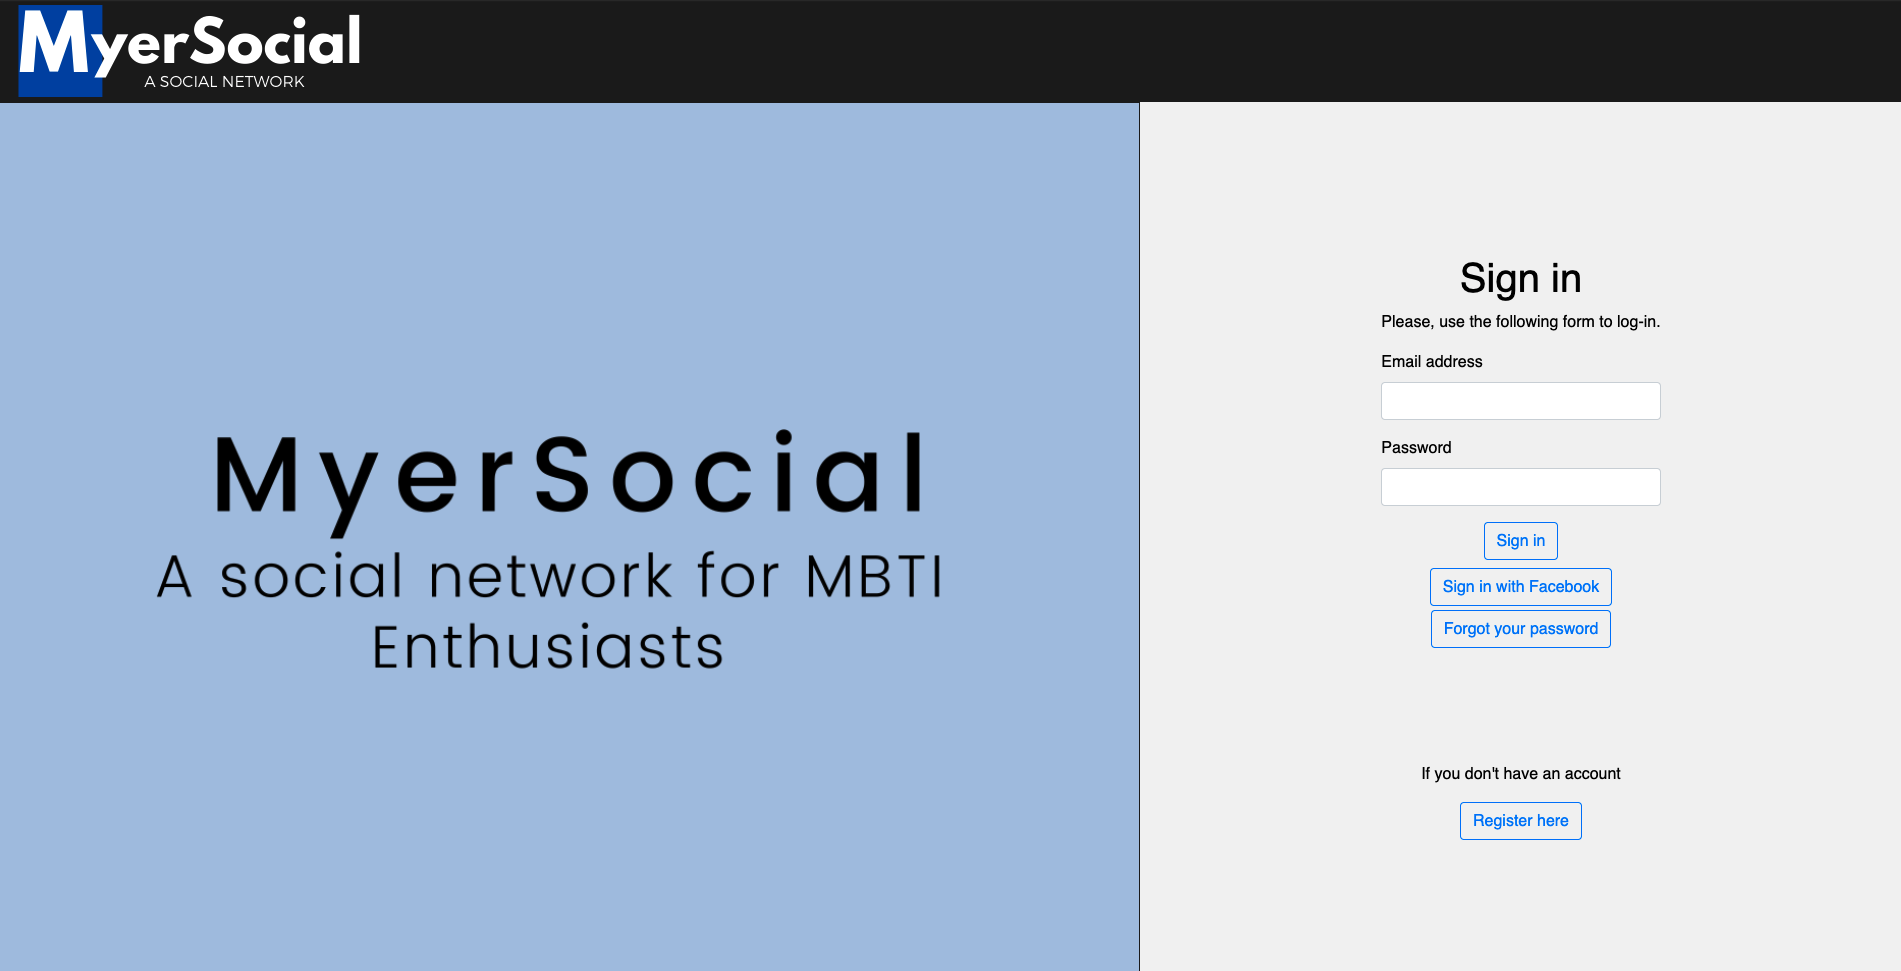 MyerSocial
A SOCIAL NETWORK
MyerSocial
A social network for MBTI
Enthusiasts
Sign in
Please, use the following form to log-in.
Email address
Password
Sign in
Sign in with Facebook
Forgot your password
If you don't have an account
Register here